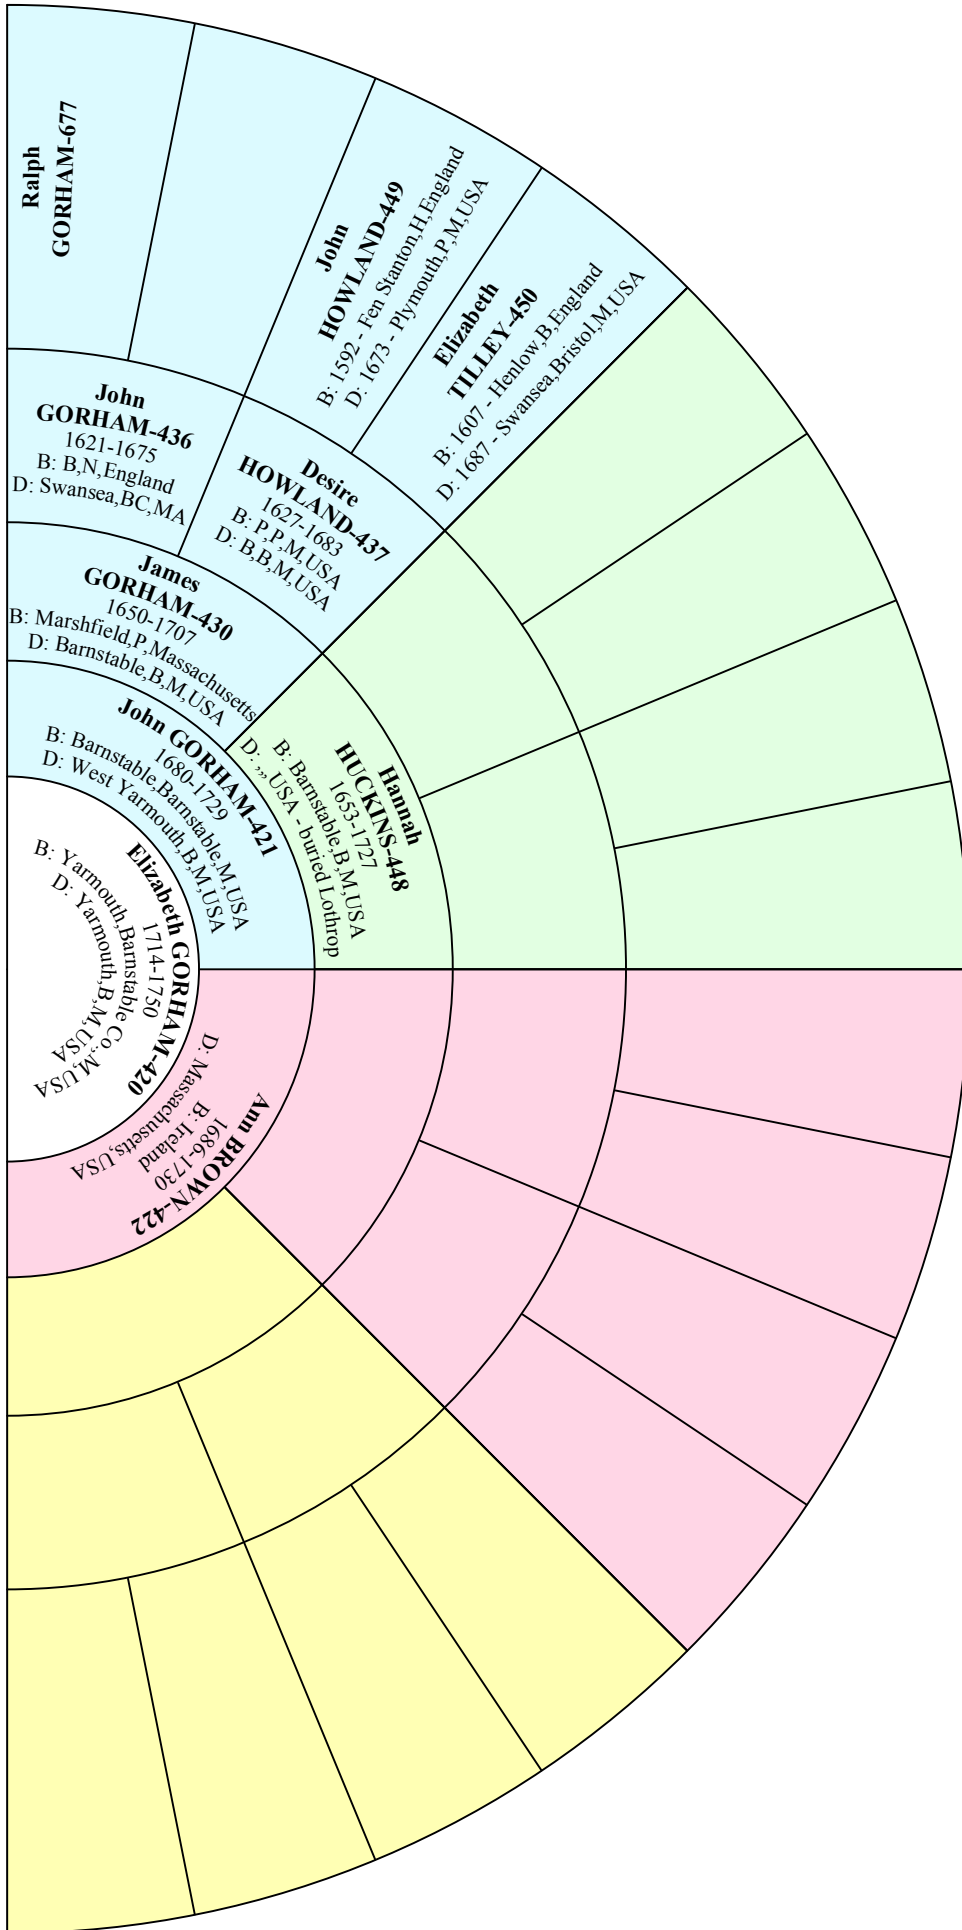 Ralph
GORHAM-677
John
HOWLAND-449
B: 1592 - Fen Stanton,H,England
D: 1673 - Plymouth,P,M,USA
Elizabeth
TILLEY-450
B: 1607 - Henlow,B,England
D: 1687 - Swansea,Bristol,M,USA
John
GORHAM-436
1621-1675
B: B,N,England
D: Swansea,BC,MA
Desire
HOWLAND-437
1627-1683
B: P,P,M,USA
D: B,B,M,USA
James
GORHAM-430
1650-1707
B: Marshfield,P,Massachusetts
D: Barnstable,B,M,USA
Hannah
HUCKINS-448
1653-1727
B: Barnstable,B,M,USA
D: ,,, USA - buried Lothrop
John GORHAM-421
1680-1729
B: Barnstable,Barnstable,M,USA
D: West Yarmouth,B,M,USA
Elizabeth GORHAM-420
1714-1750
B: Yarmouth,Barnstable Co.,M,USA
D: Yarmouth,B,M,USA
Ann BROWN-422
1686-1730
B: Ireland
D: Massachusetts,USA